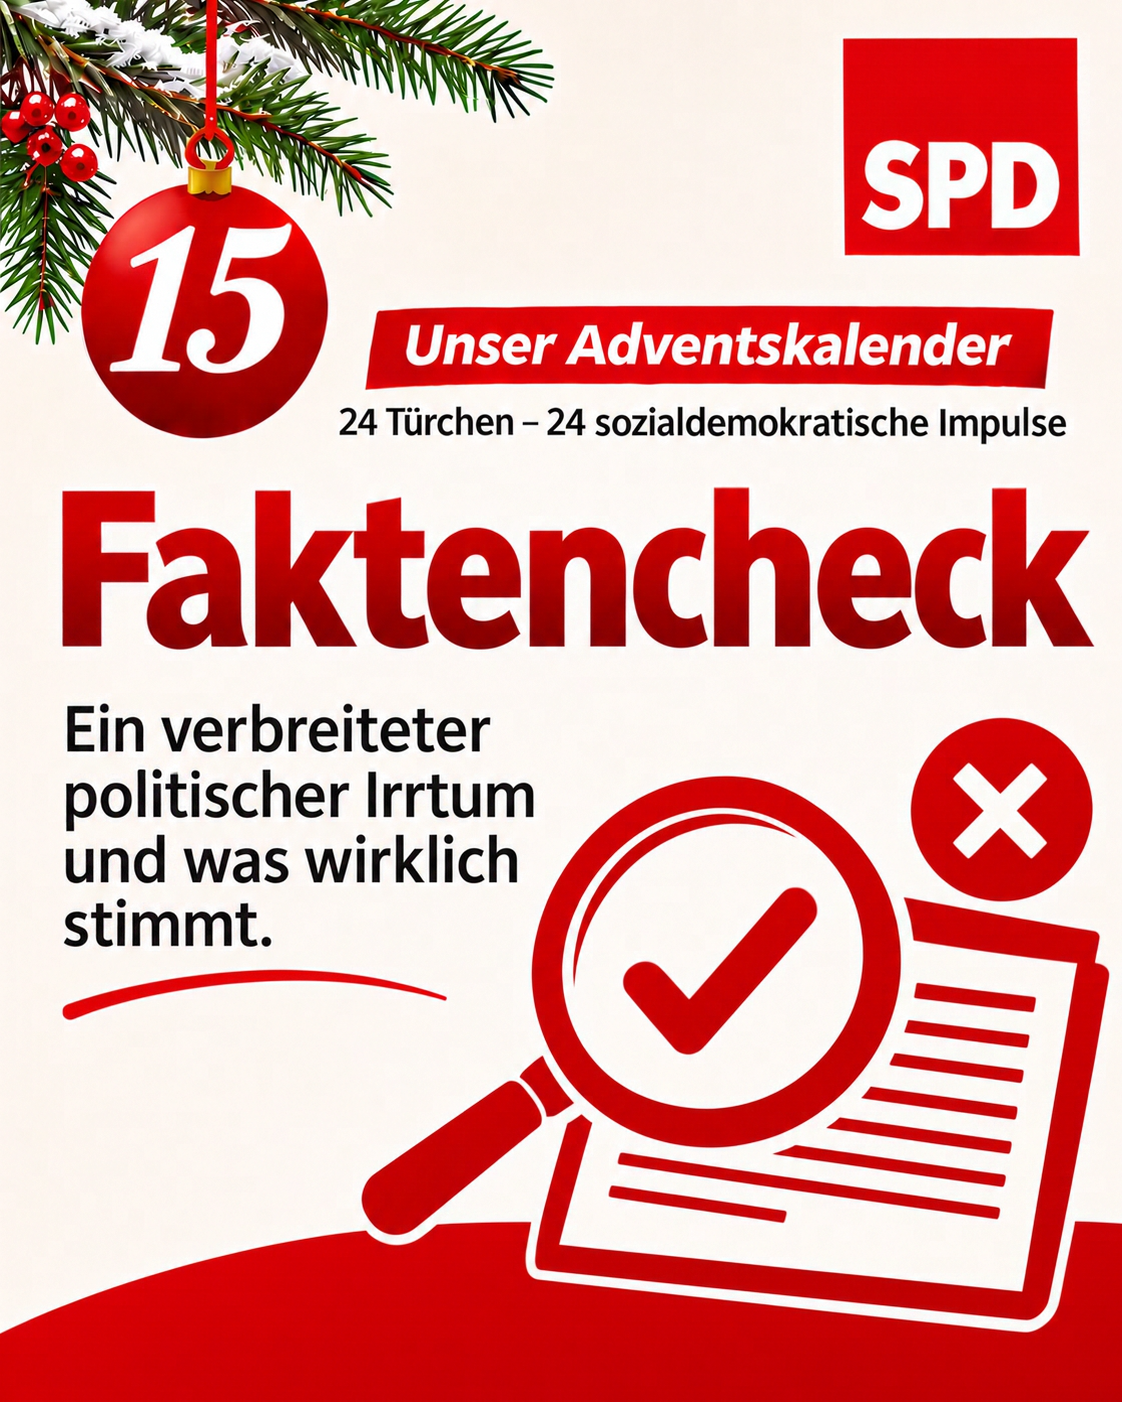 SPD
15
Unser Adventskalender
24 Türchen – 24 sozialdemokratische Impulse
Faktencheck
Ein verbreiteter
politischer Irrtum
und was wirklich
stimmt.